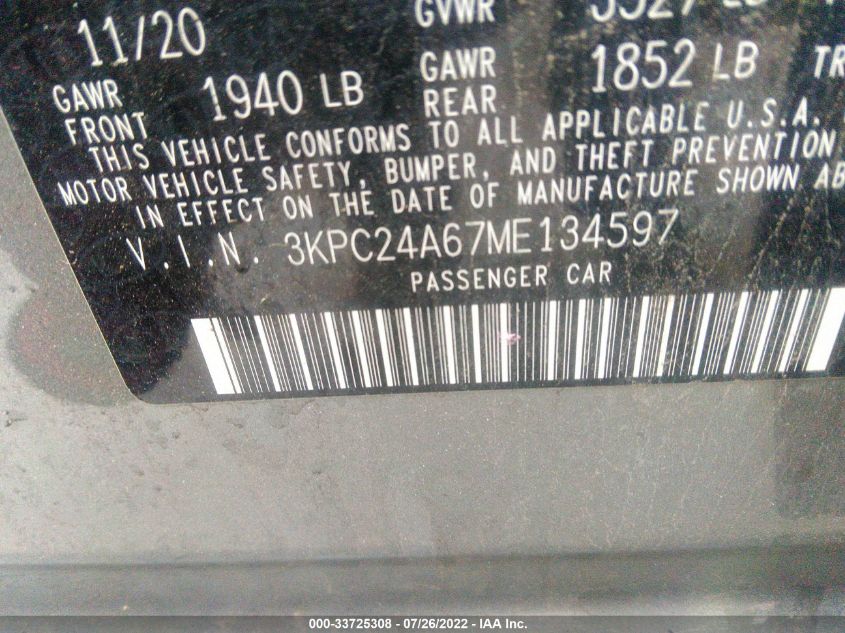 11/20 GVWR
GAWR FRONT 1940 LB GAWR REAR 1852 LB TR
THIS VEHICLE CONFORMS TO ALL APPLICABLE U.S.A.
MOTOR VEHICLE SAFETY, BUMPER, AND THEFT PREVENTION
IN EFFECT ON THE DATE OF MANUFACTURE SHOWN AB
V.I.N. 3KPC24A67ME134597
PASSENGER CAR
000-33725308 / 07/26/2022 - IAA Inc.